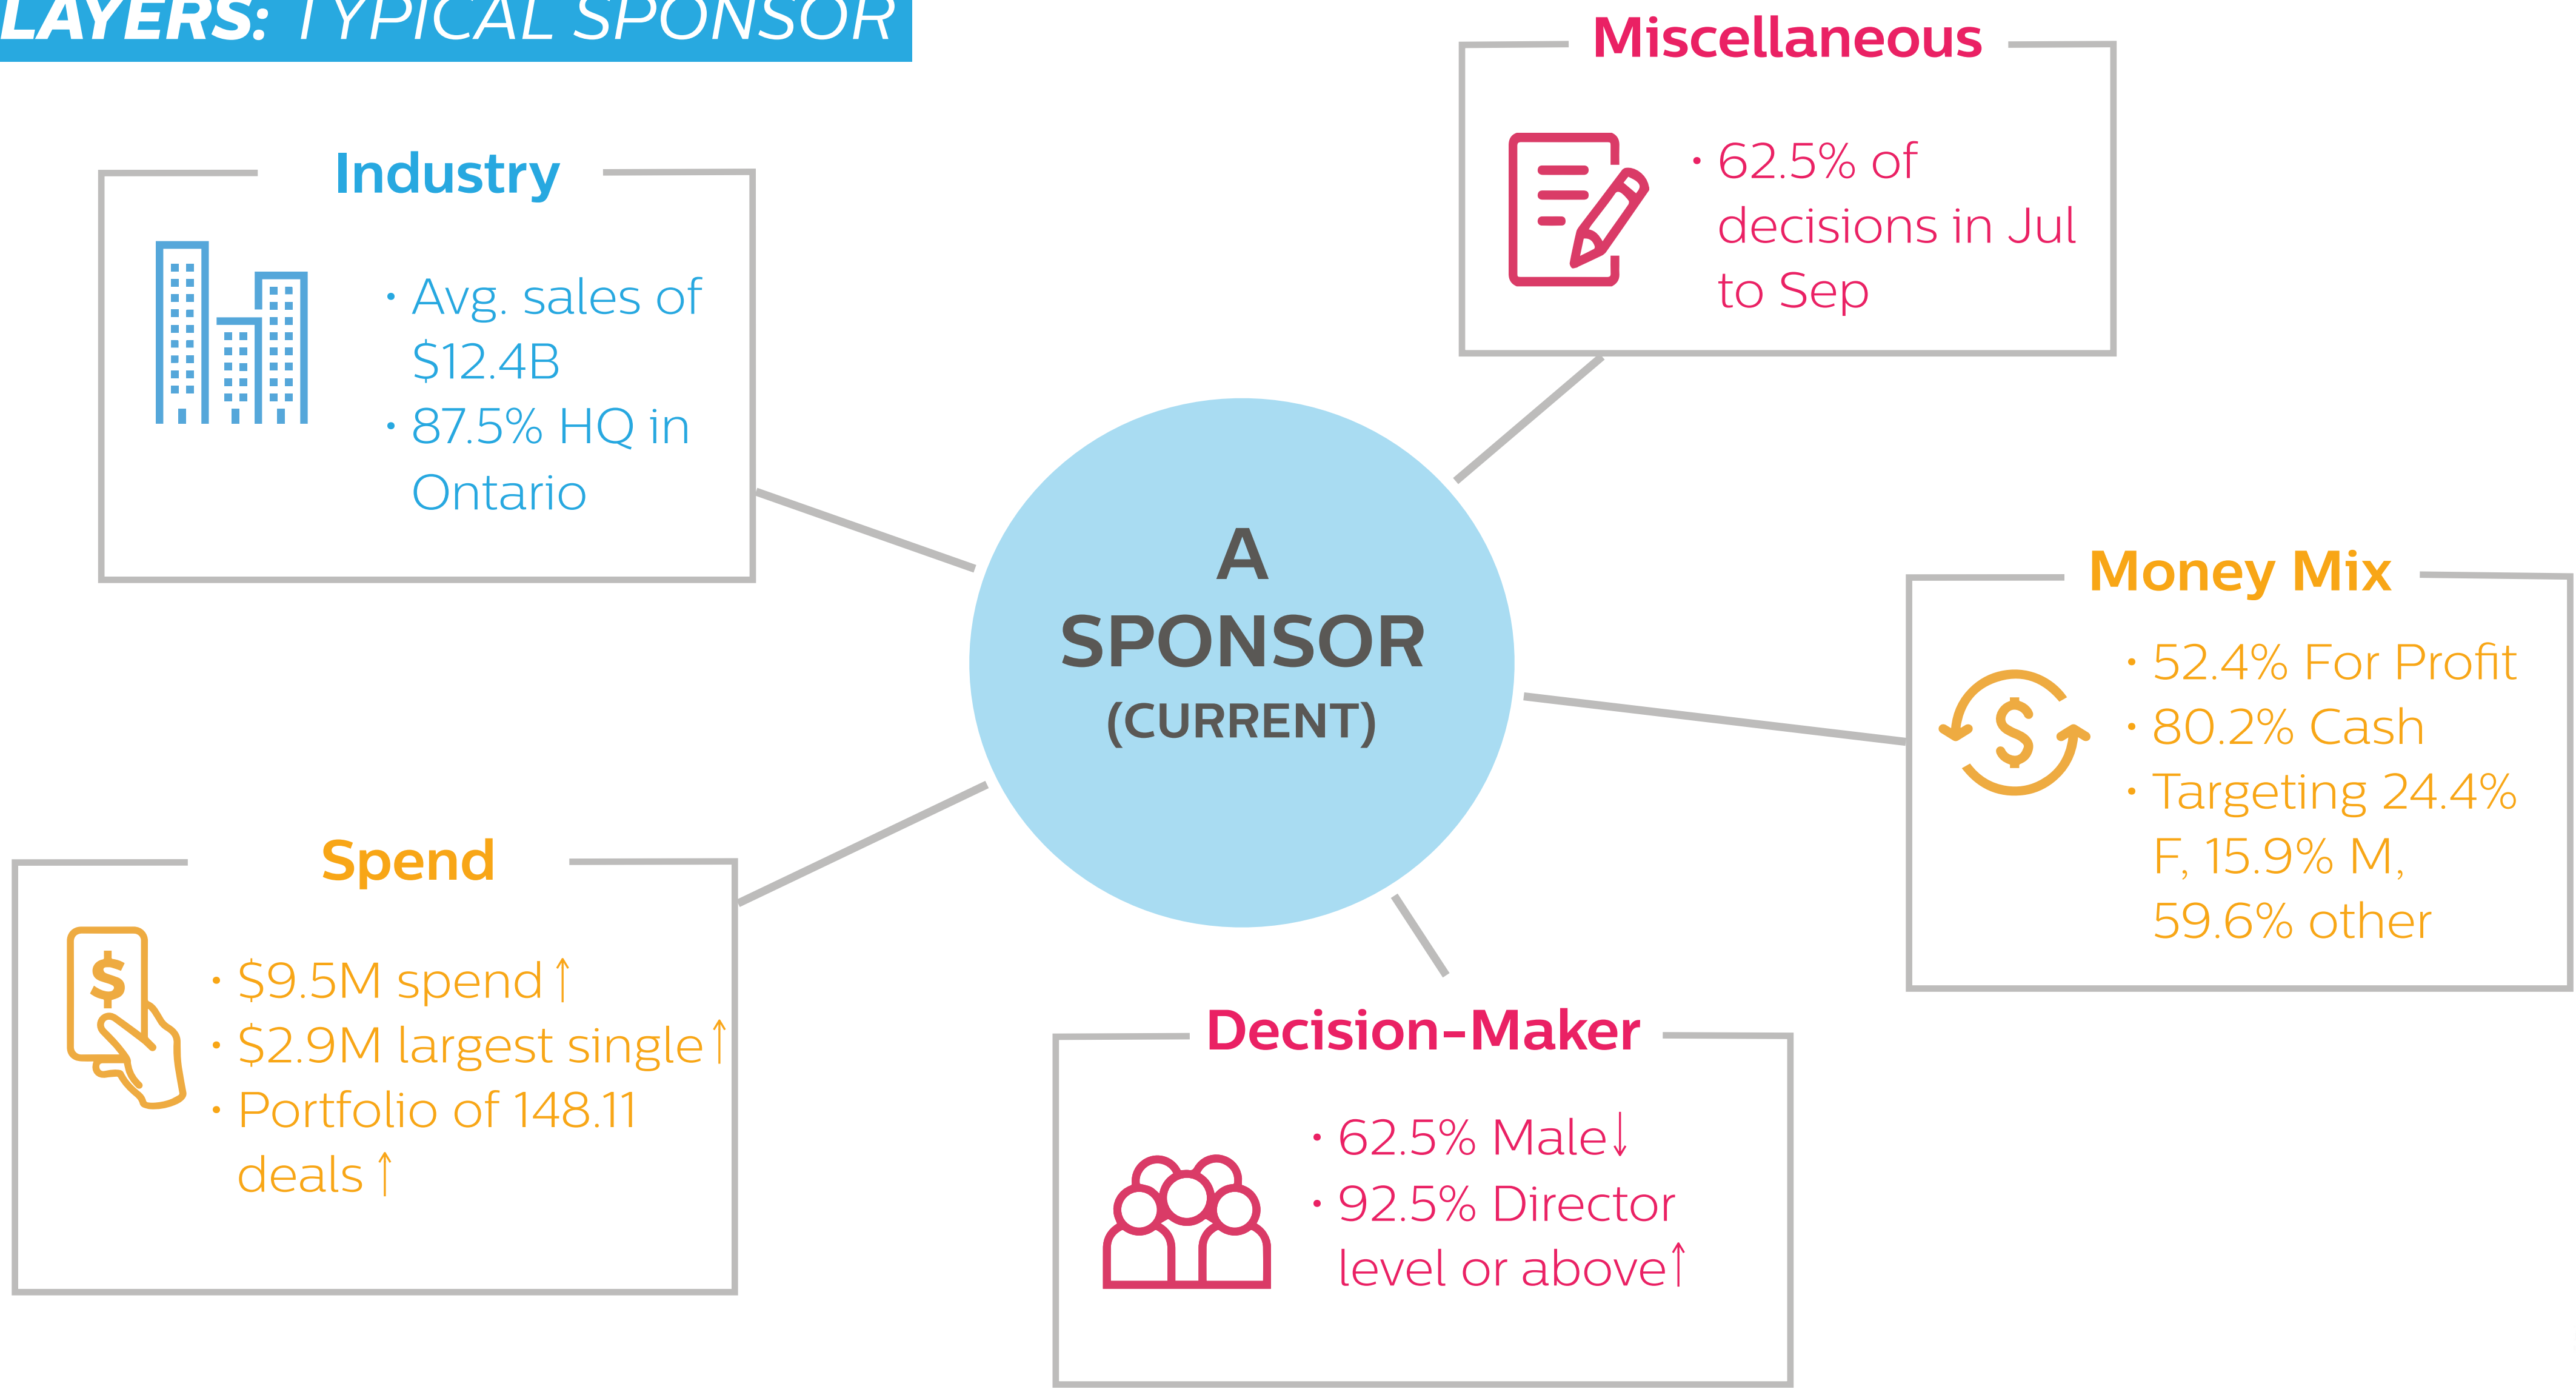 LAYERS: TYPICAL SPONSOR
Miscellaneous
• 62.5% of
decisions in Jul
to Sep
Industry
• Avg. sales of
$12.4B
• 87.5% HQ in
Ontario
A
SPONSOR
(CURRENT)
Money Mix
• 52.4% For Profit
• 80.2% Cash
• Targeting 24.4%
F, 15.9% M,
59.6% other
Spend
$
• $9.5M spend ↑
• $2.9M largest single ↑
• Portfolio of 148.11
deals ↑
Decision-Maker
• 62.5% Male ↓
• 92.5% Director
level or above ↑
$